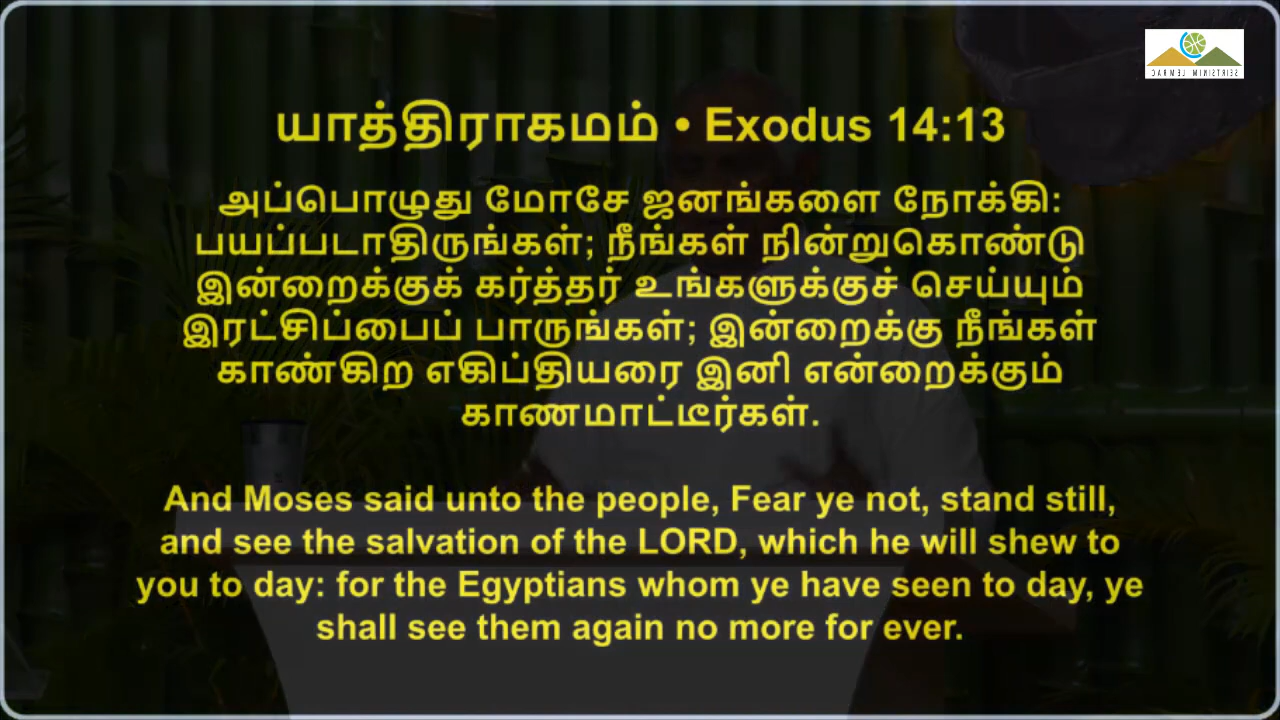 யாத்திராகமம் • Exodus 14:13
அப்பொழுது மோசே ஜனங்களை நோக்கி:
பயப்படாதிருங்கள்; நீங்கள் நின்றுகொண்டு
இன்றைக்குக் கர்த்தர் உங்களுக்குச் செய்யும்
இரட்சிப்பைப் பாருங்கள்; இன்றைக்கு நீங்கள்
காண்கிற எகிப்தியரை இனி என்றைக்கும்
காணமாட்டீர்கள்.
And Moses said unto the people, Fear ye not, stand still,
and see the salvation of the LORD, which he will shew to
you to day: for the Egyptians whom ye have seen to day, ye
shall see them again no more for ever.
CARMEL MINISTRIES